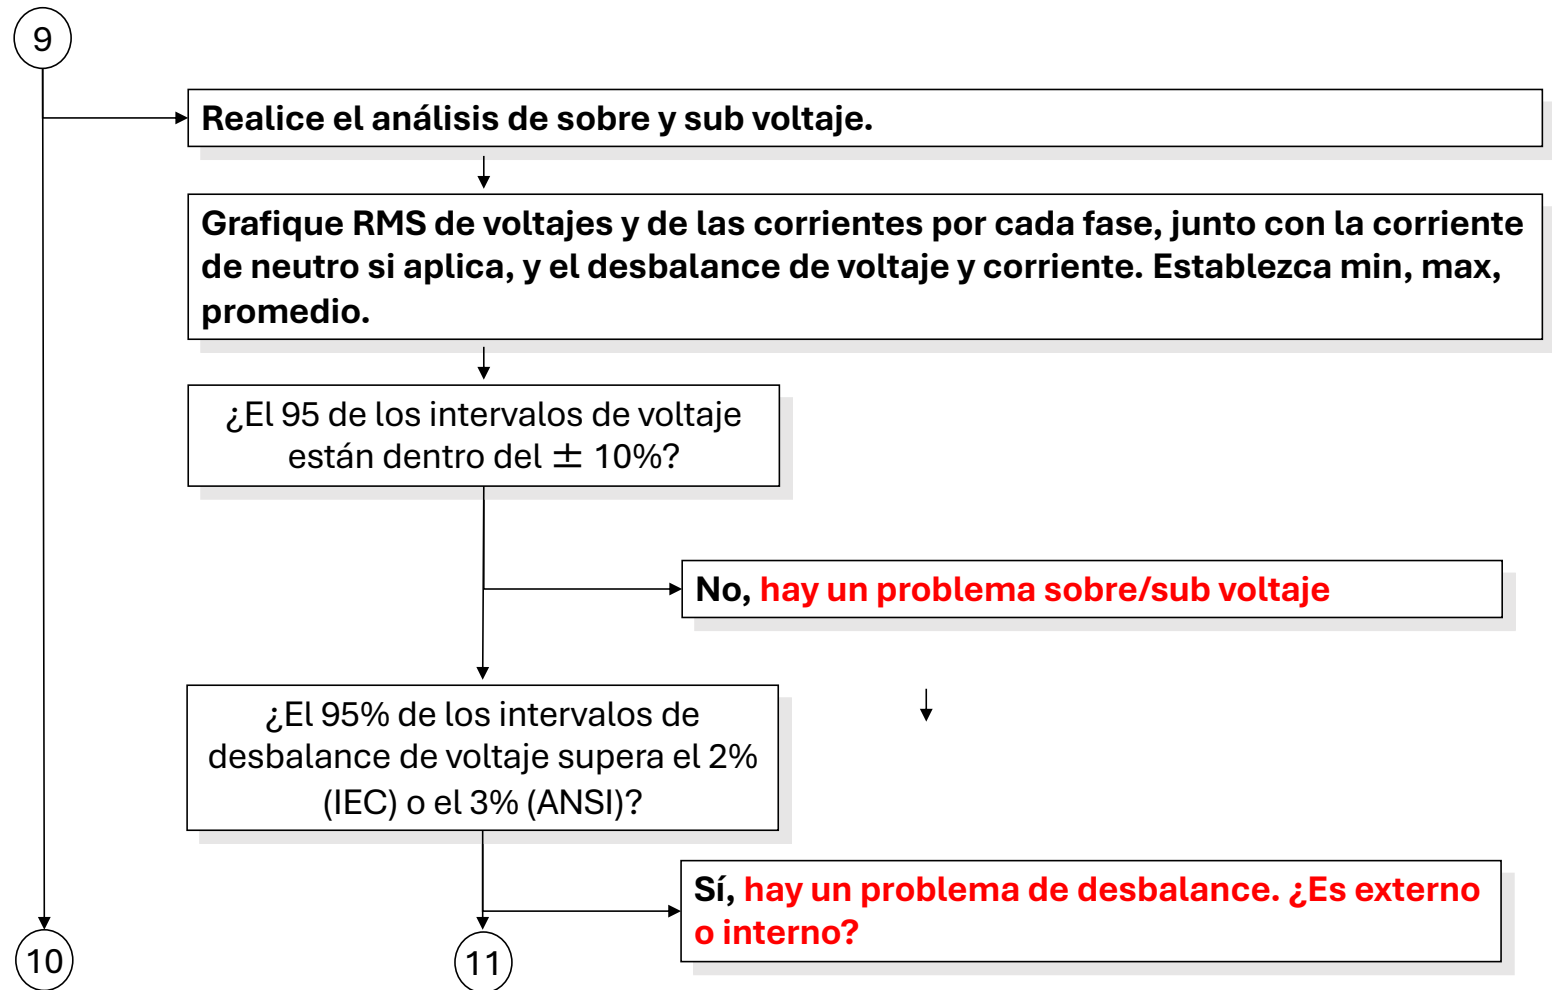 9
Realice el análisis de sobre y sub voltaje.
Grafique RMS de voltajes y de las corrientes por cada fase, junto con la corriente
de neutro si aplica, y el desbalance de voltaje y corriente. Establezca min, max,
promedio.
¿El 95 de los intervalos de voltaje
están dentro del ± 10%?
No, hay un problema sobre/sub voltaje
¿El 95% de los intervalos de
desbalance de voltaje supera el 2%
(IEC) o el 3% (ANSI)?
Sí, hay un problema de desbalance. ¿Es externo
o interno?
10
11